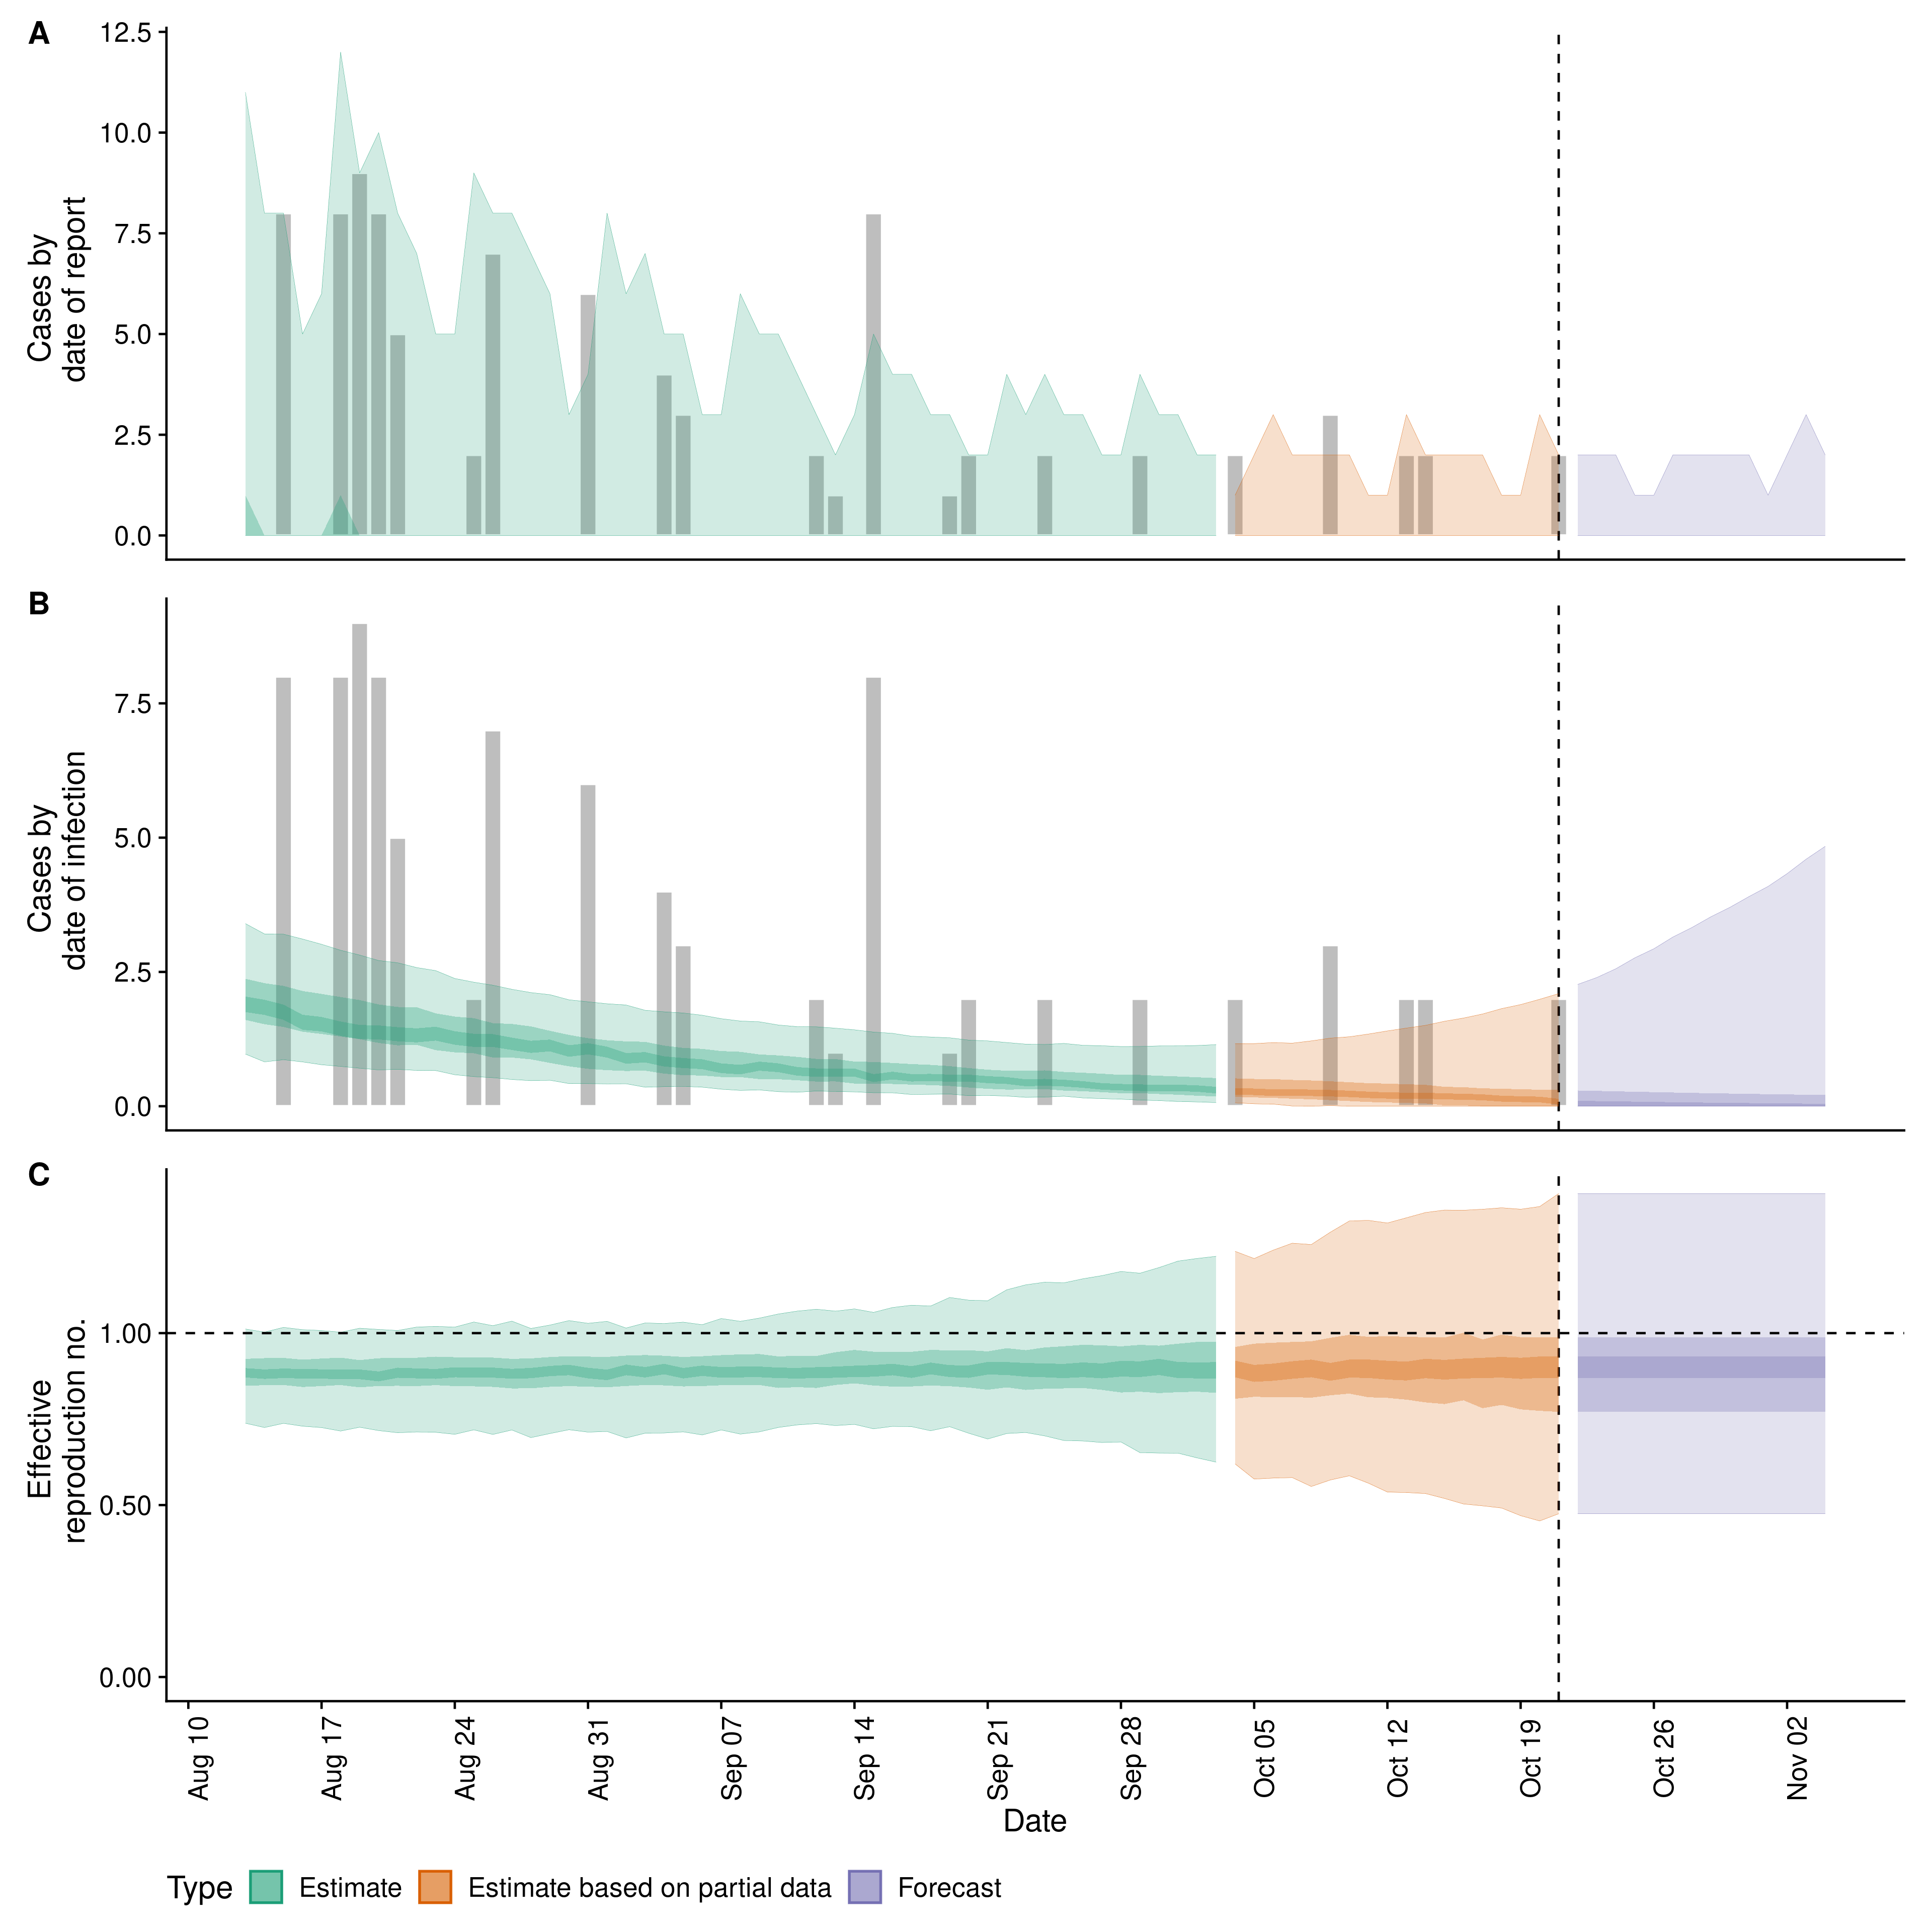 A
12.5
10.0
7.5
5.0
2.5
0.0
Cases by
date of report
B
7.5
5.0
2.5
0.0
Cases by
date of infection
C
1.00
0.50
0.00
Effective
reproduction no.
Aug 10
Aug 17
Aug 24
Aug 31
Sep 07
Sep 14
Sep 21
Sep 28
Oct 05
Oct 12
Oct 19
Oct 26
Nov 02
Date
Type Estimate Estimate based on partial data Forecast